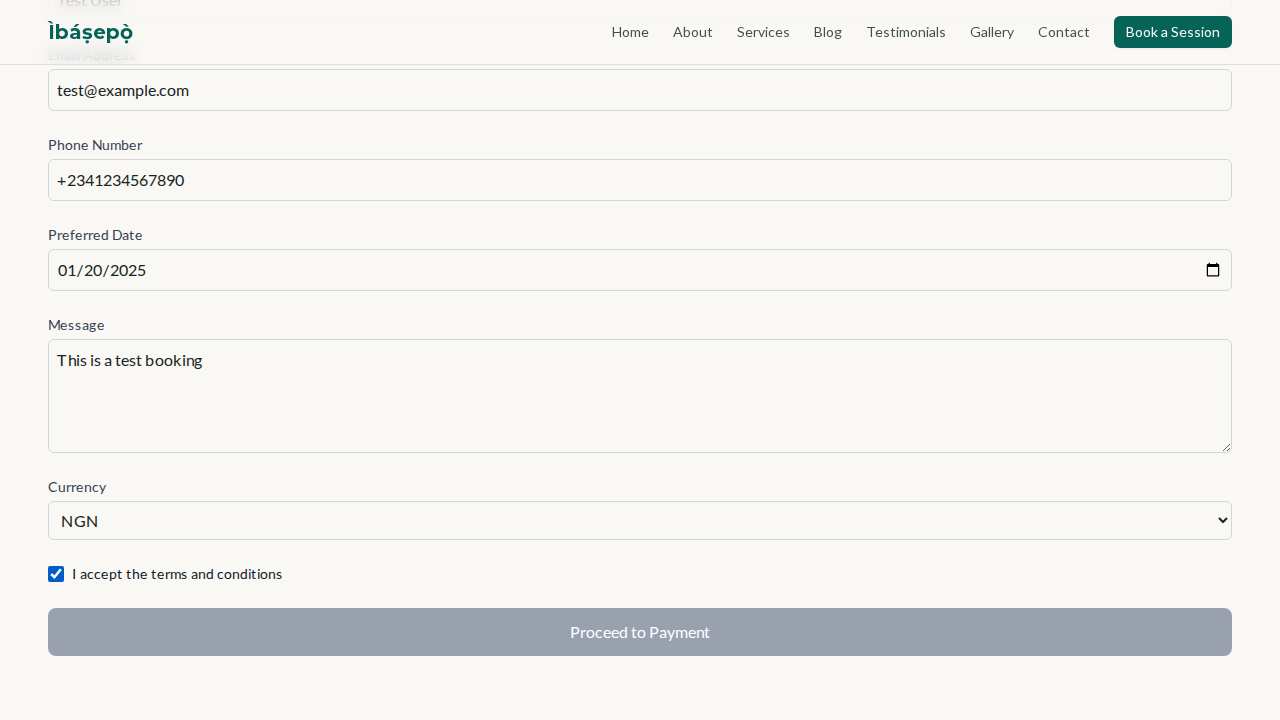 Test User
Ìbáṣepọ̀
Home
About
Services
Blog
Testimonials
Gallery
Contact
Book a Session
Email Address
test@example.com
Phone Number
+2341234567890
Preferred Date
01/20/2025
Message
This is a test booking
Currency
NGN
I accept the terms and conditions
Proceed to Payment